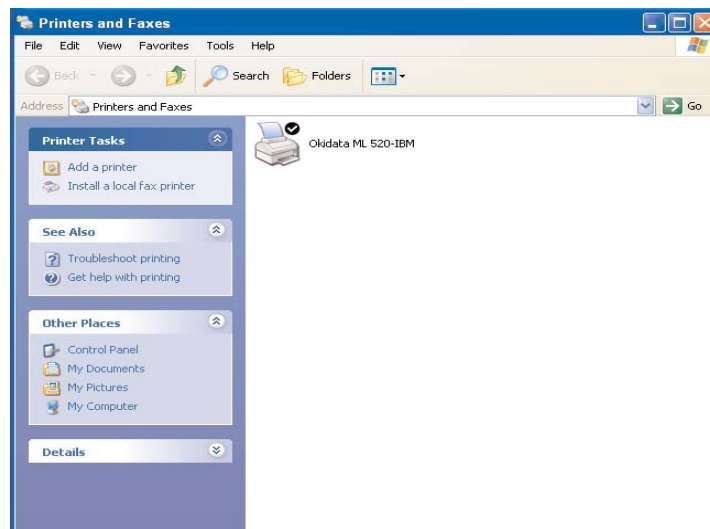 Printers and Faxes
File Edit View Favorites Tools Help
Back Search Folders
Address Printers and Faxes Go
Printer Tasks
Add a printer
Install a local fax printer
See Also
Troubleshoot printing
Get help with printing
Other Places
Control Panel
My Documents
My Pictures
My Computer
Details
Okidata ML 520-IBM